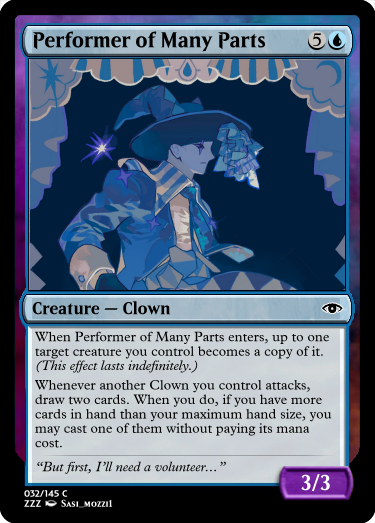 Performer of Many Parts 5
Creature — Clown
When Performer of Many Parts enters, up to one
target creature you control becomes a copy of it.
(This effect lasts indefinitely.)
Whenever another Clown you control attacks,
draw two cards. When you do, if you have more
cards in hand than your maximum hand size, you
may cast one of them without paying its mana
cost.
“But first, I’ll need a volunteer…”
3/3
032/145 C
ZZZ Sasi_mozzi1